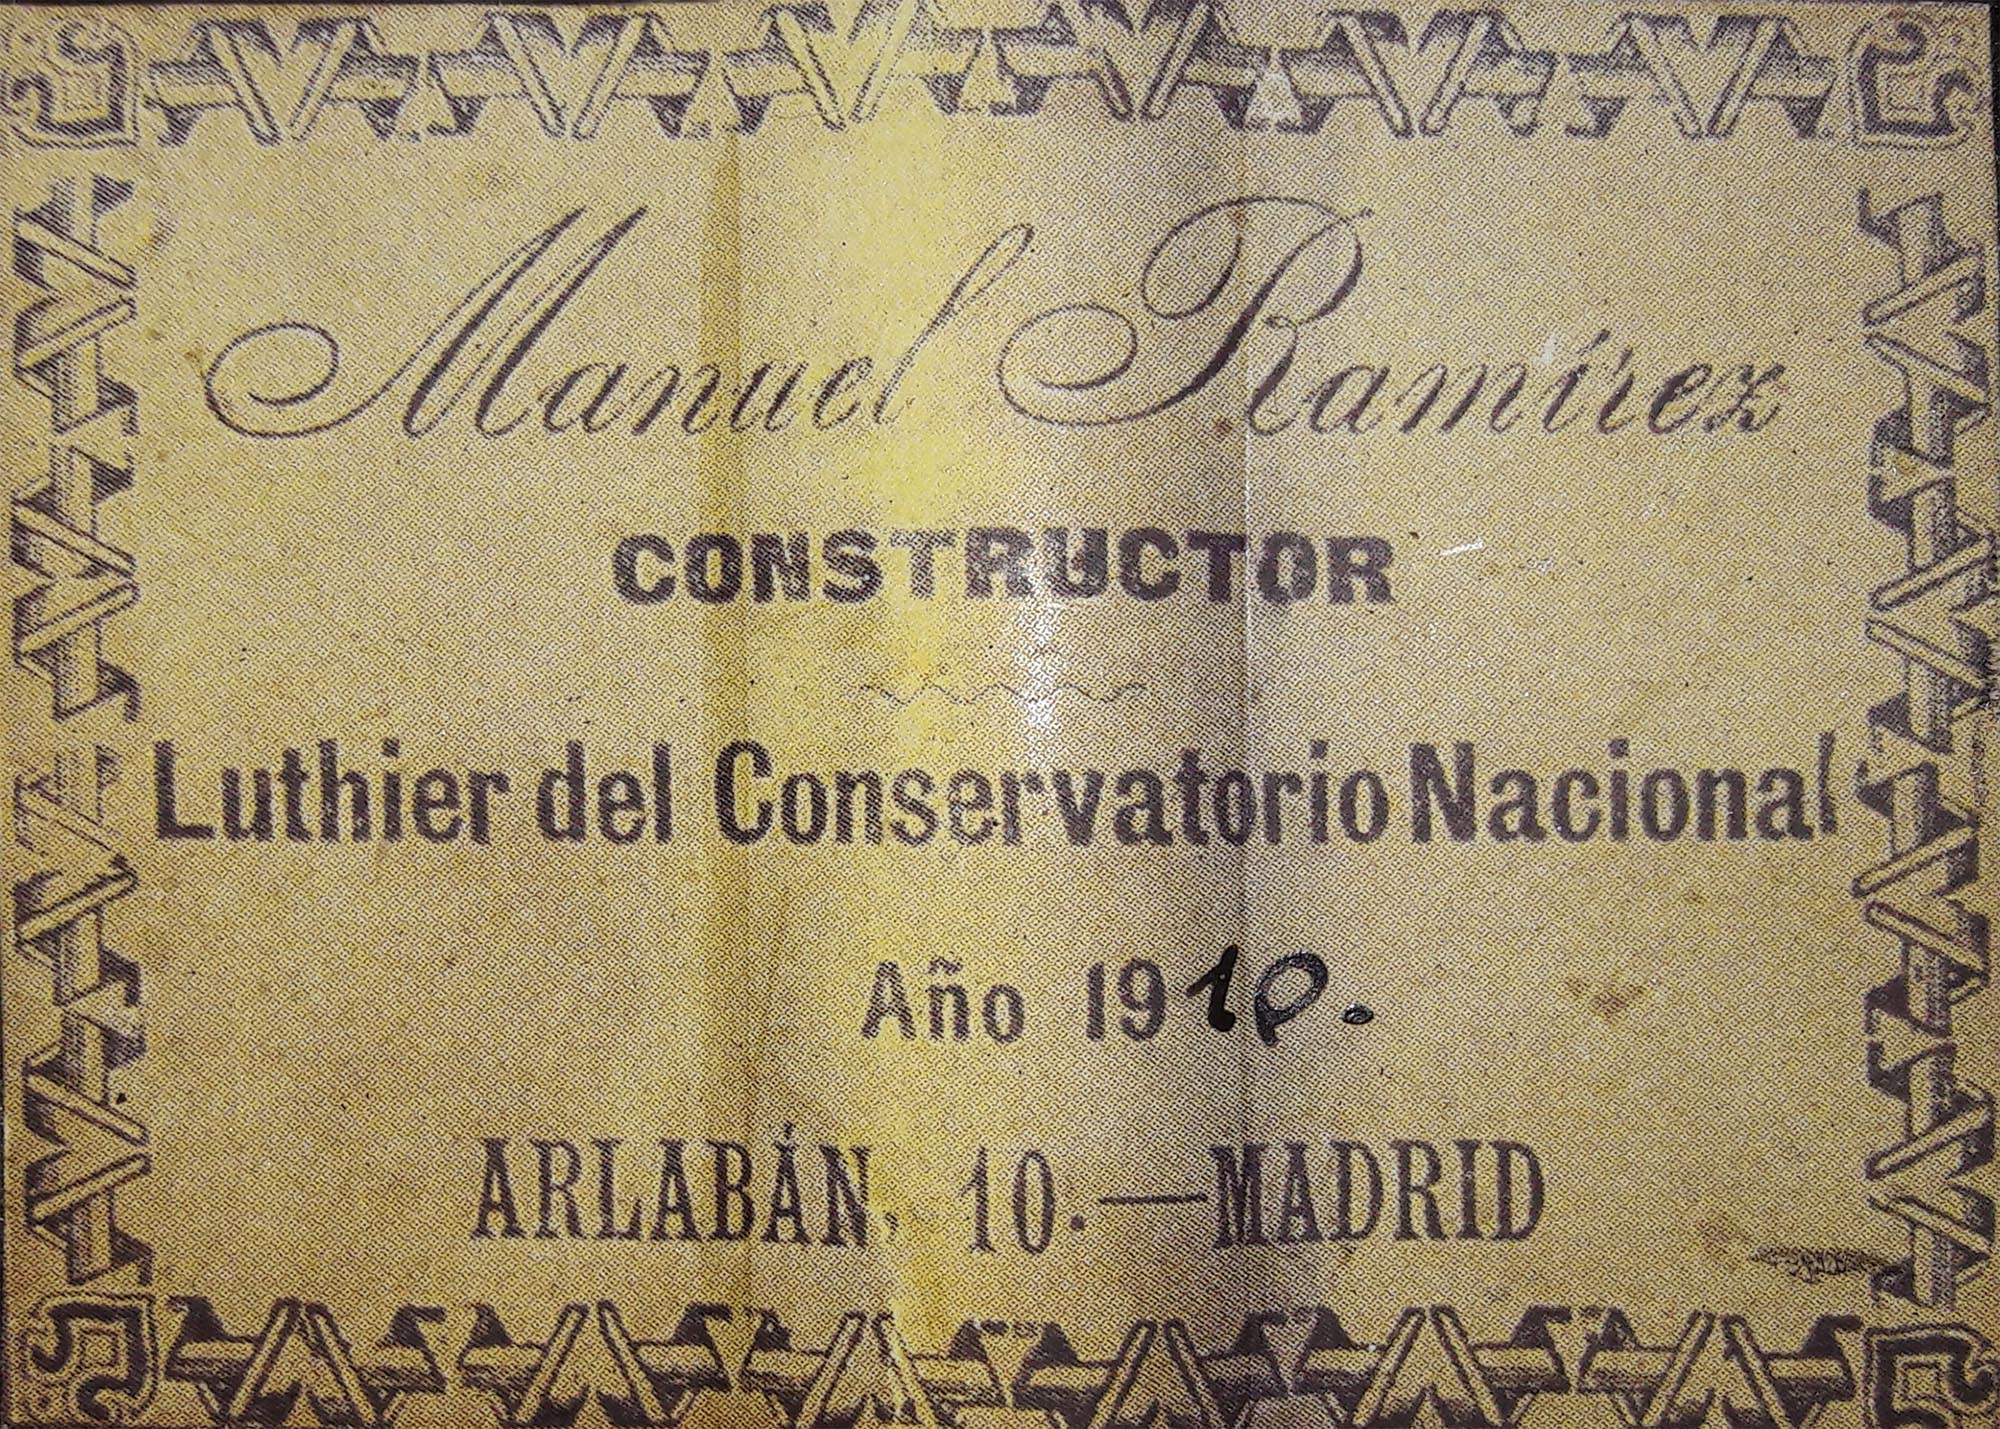 Manuel Ramírez
CONSTRUCTOR
Luthier del Conservatorio Nacional
Año 1910.
ARLABÁN, 10.—MADRID